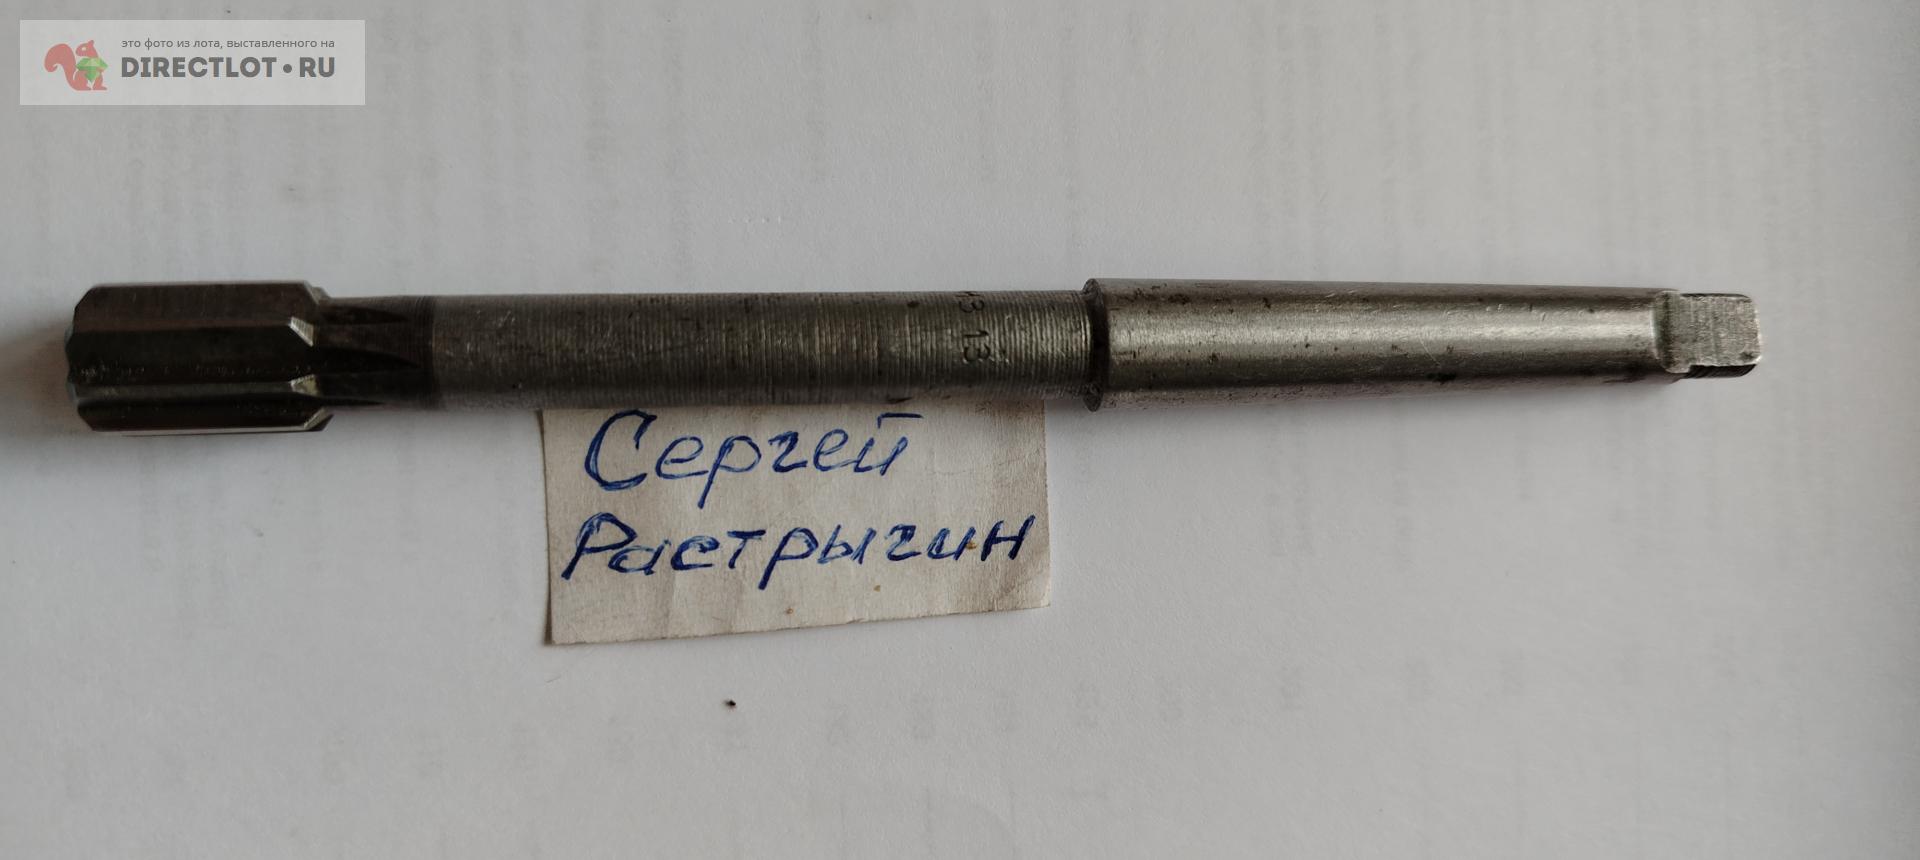 это фото из лота, выставленного на
DIRECTLOT•RU
13
Сергей
Растрыгин